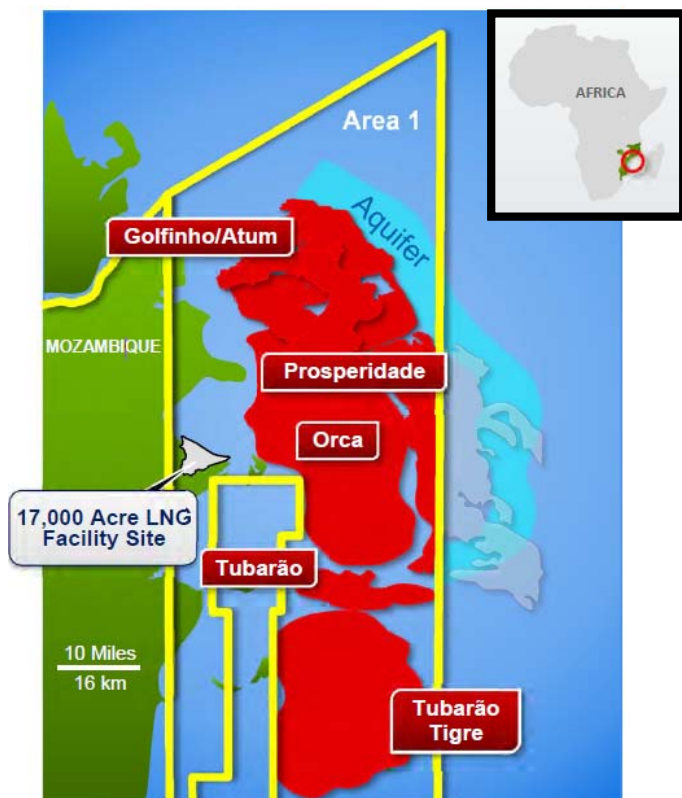 AFRICA
Area 1
Aquifer
Golfinho/Atum
MOZAMBIQUE
Prosperidade
Orca
17,000 Acre LNG
Facility Site
Tubarão
10 Miles
16 km
Tubarão
Tigre